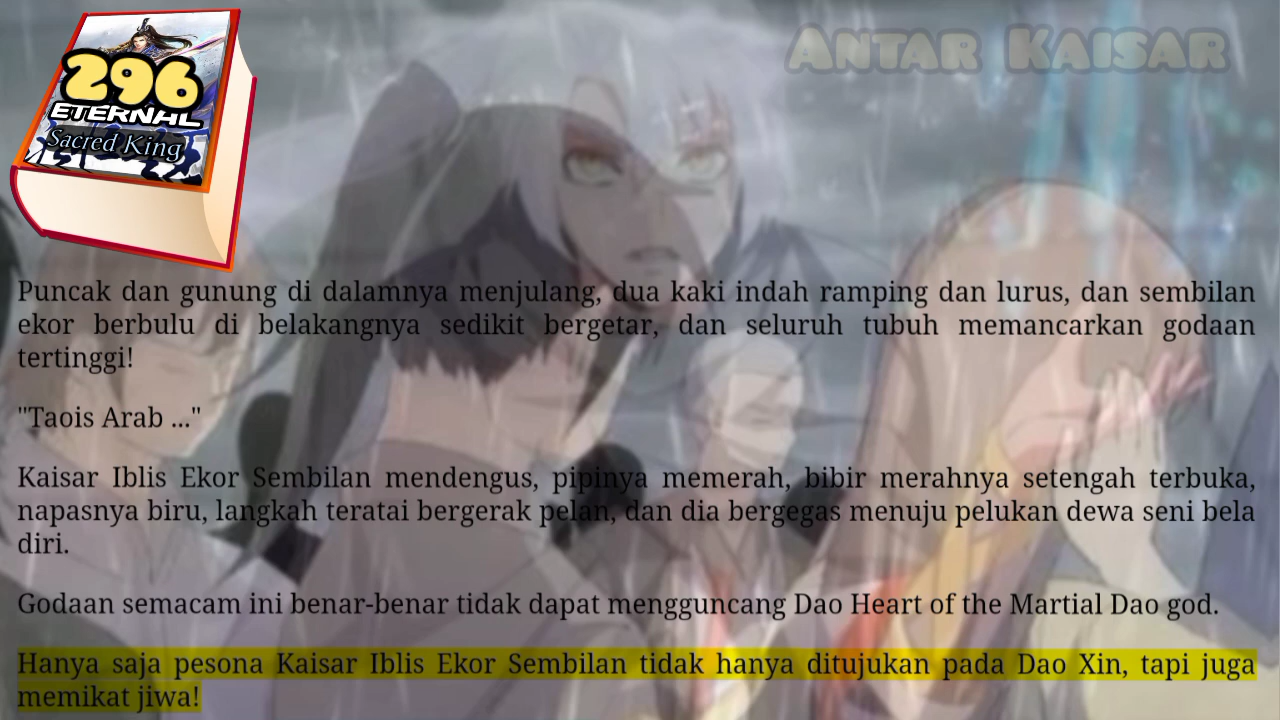 Antar Kaisar
296
ETERNAL
Sacred King
Puncak dan gunung di dalamnya menjulang, dua kaki indah ramping dan lurus, dan sembilan
ekor berbulu di belakangnya sedikit bergetar, dan seluruh tubuh memancarkan godaan
tertinggi!
"Taois Arab ..."
Kaisar Iblis Ekor Sembilan mendengus, pipinya memerah, bibir merahnya setengah terbuka,
napasnya biru, langkah teratai bergerak pelan, dan dia bergegas menuju pelukan dewa seni bela
diri.
Godaan semacam ini benar-benar tidak dapat mengguncang Dao Heart of the Martial Dao god.
Hanya saja pesona Kaisar Iblis Ekor Sembilan tidak hanya ditujukan pada Dao Xin, tapi juga
memikat jiwa!